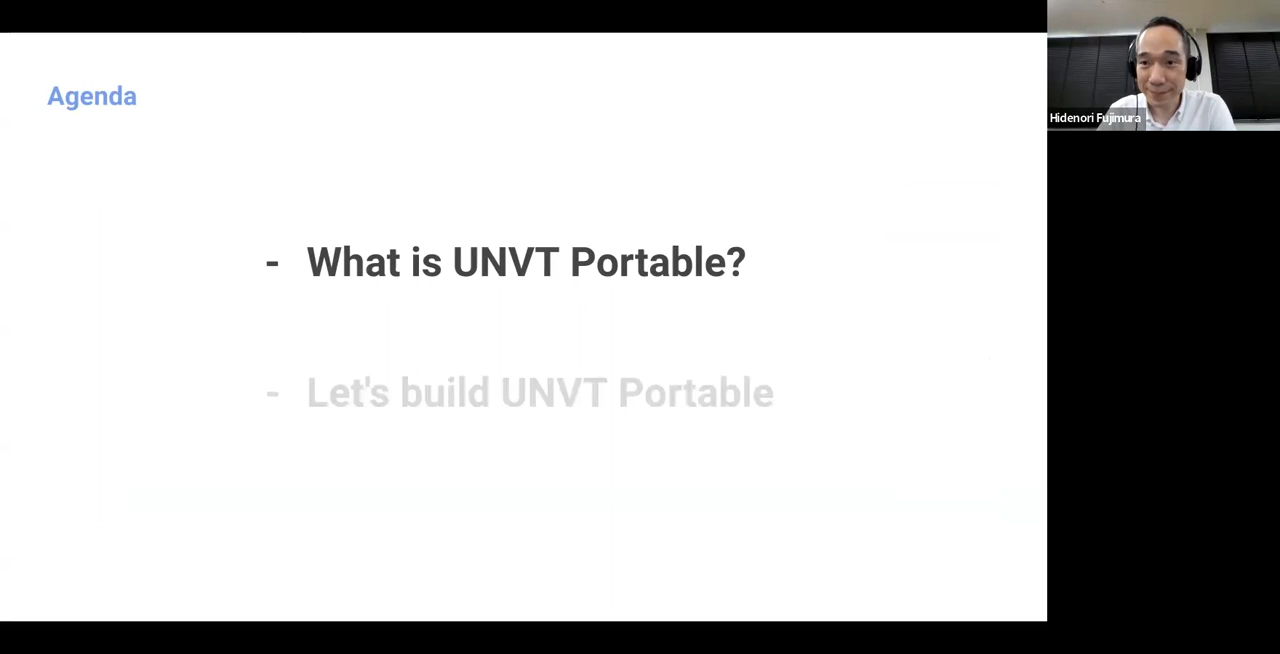 Agenda
- What is UNVT Portable?
- Let's build UNVT Portable
Hidenori Fujimura